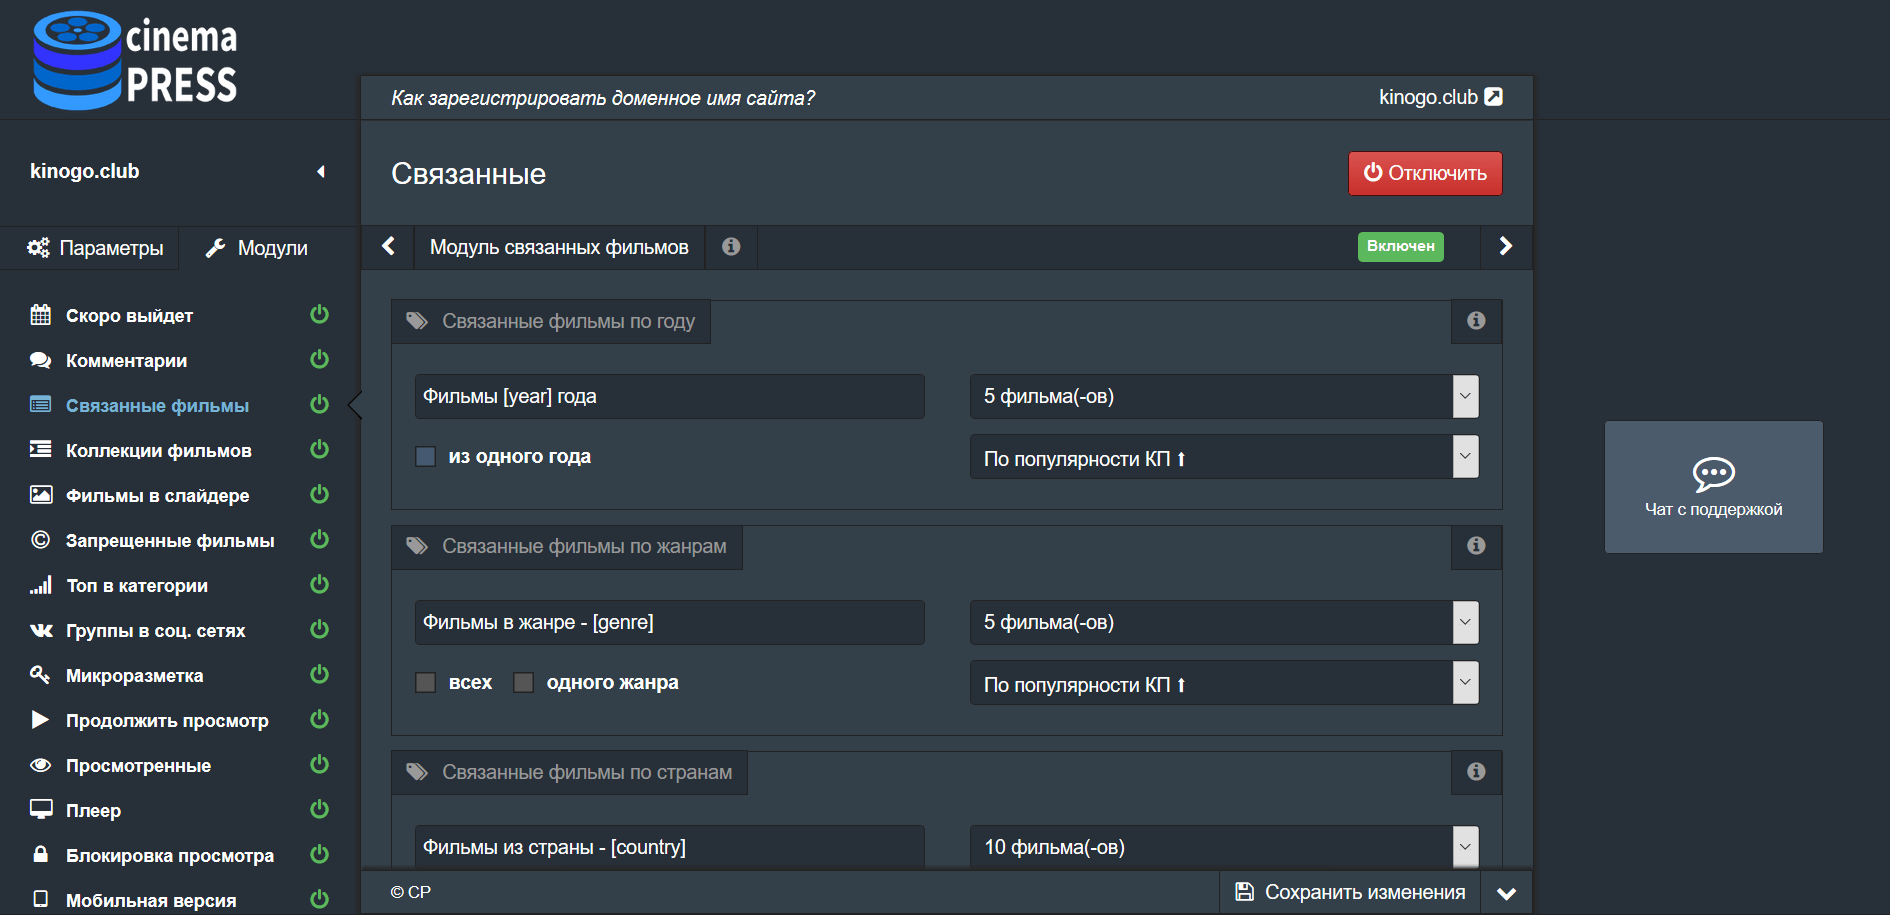 cinema
PRESS
Как зарегистрировать доменное имя сайта?
kinogo.club
kinogo.club
Связанные
Отключить
Параметры
Модули
Модуль связанных фильмов
Включен
Скоро выйдет
Комментарии
Связанные фильмы
Коллекции фильмов
Фильмы в слайдере
Запрещенные фильмы
Топ в категории
Группы в соц. сетях
Микроразметка
Продолжить просмотр
Просмотренные
Плеер
Блокировка просмотра
Мобильная версия
Связанные фильмы по году
Фильмы [year] года
5 фильма(-ов)
из одного года
По популярности КП ⬆
Связанные фильмы по жанрам
Фильмы в жанре - [genre]
5 фильма(-ов)
всех
одного жанра
По популярности КП ⬆
Связанные фильмы по странам
Фильмы из страны - [country]
10 фильма(-ов)
© CP
Сохранить изменения
Чат с поддержкой